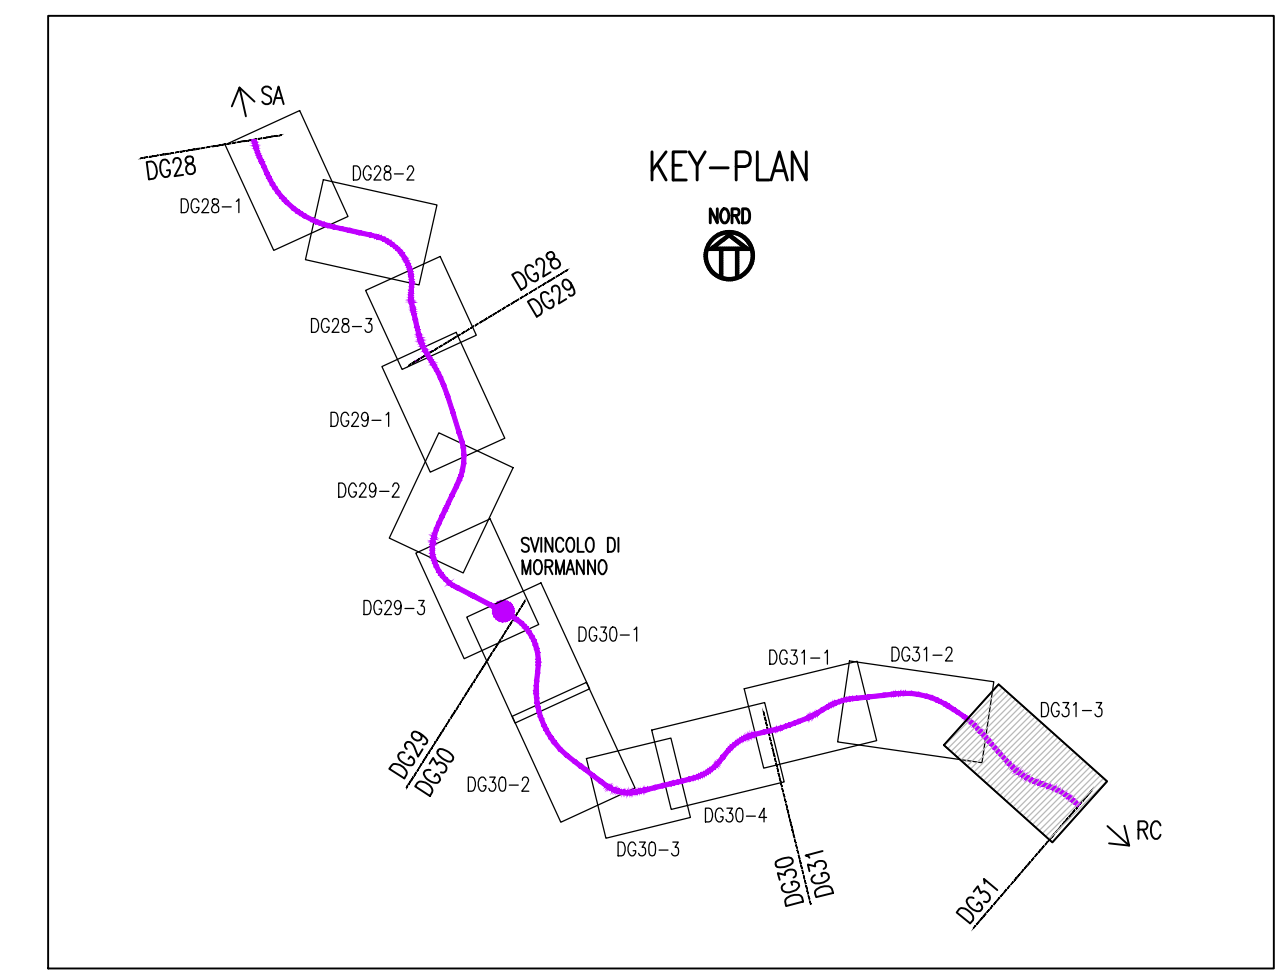 SA
DG28
DG28-1
DG28-2
KEY-PLAN
NORD
DG28
DG29
DG28-3
DG29-1
DG29-2
SVINCOLO DI
MORMANNO
DG29-3
DG30-1
DG29
DG30
DG30-2
DG30-3
DG30-4
DG31-1
DG31-2
DG31-3
DG30
DG31
RC
DG31